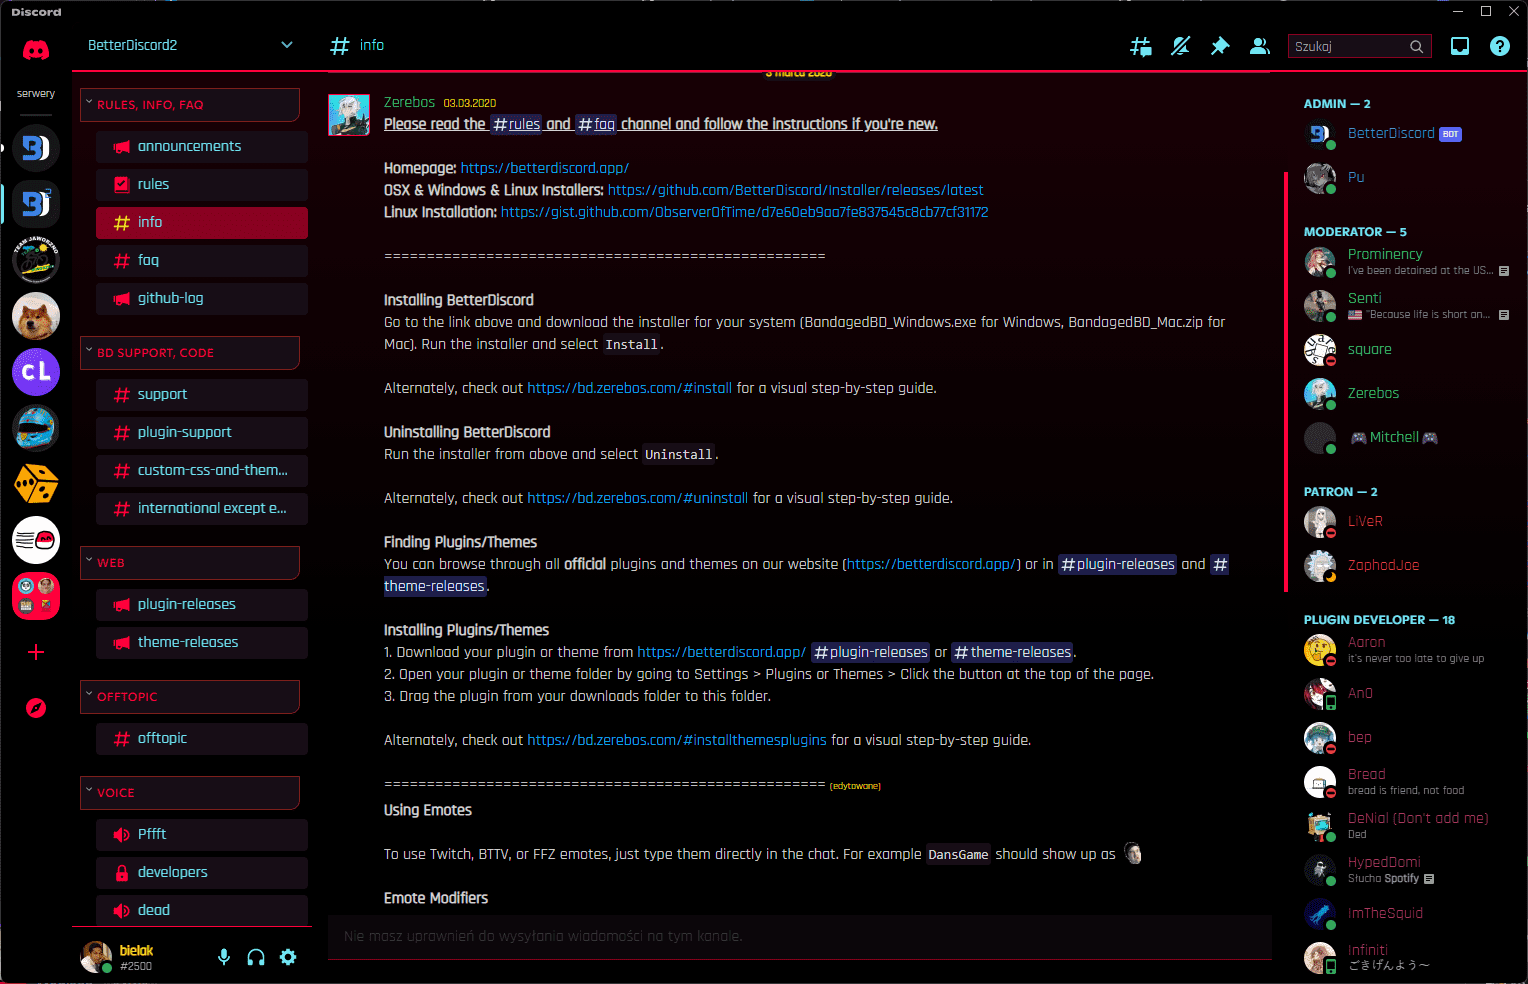 Discord
BetterDiscord2
info
Szukaj
serwery
RULES, INFO, FAQ
announcements
rules
info
faq
github-log
BD SUPPORT, CODE
support
plugin-support
custom-css-and-them...
international except e...
WEB
plugin-releases
theme-releases
OFFTOPIC
offtopic
VOICE
Pffft
developers
dead
bielak
#2500
3 marca 2020
Zerebos 03.03.2020
Please read the #rules and #faq channel and follow the instructions if you're new.
Homepage: https://betterdiscord.app/
OSX & Windows & Linux Installers: https://github.com/BetterDiscord/Installer/releases/latest
Linux Installation: https://gist.github.com/ObserverOfTime/d7e60eb9aa7fe837545c8cb77cf31172
====================================================
Installing BetterDiscord
Go to the link above and download the installer for your system (BandagedBD_Windows.exe for Windows, BandagedBD_Mac.zip for
Mac). Run the installer and select Install.
Alternately, check out https://bd.zerebos.com/#install for a visual step-by-step guide.
Uninstalling BetterDiscord
Run the installer from above and select Uninstall.
Alternately, check out https://bd.zerebos.com/#uninstall for a visual step-by-step guide.
Finding Plugins/Themes
You can browse through all official plugins and themes on our website (https://betterdiscord.app/) or in #plugin-releases and #
theme-releases.
Installing Plugins/Themes
1. Download your plugin or theme from https://betterdiscord.app/ #plugin-releases or #theme-releases.
2. Open your plugin or theme folder by going to Settings > Plugins or Themes > Click the button at the top of the page.
3. Drag the plugin from your downloads folder to this folder.
Alternately, check out https://bd.zerebos.com/#installthemesplugins for a visual step-by-step guide.
==================================================== (edytowane)
Using Emotes
To use Twitch, BTTV, or FFZ emotes, just type them directly in the chat. For example DansGame should show up as
Emote Modifiers
Nie masz uprawnień do wysyłania wiadomości na tym kanale.
ADMIN — 2
BetterDiscord BOT
Pu
MODERATOR — 5
Prominency
I've been detained at the US...
Senti
🇺🇸 "Because life is short an...
square
Zerebos
🎮 Mitchell 🎮
PATRON — 2
LiVeR
ZaphodJoe
PLUGIN DEVELOPER — 18
Aaron
it's never too late to give up
An0
bep
Bread
bread is friend, not food
DeNial (Don't add me)
Ded
HypedDomi
Słucha Spotify
ImTheSquid
Infiniti
ごきげんよう～